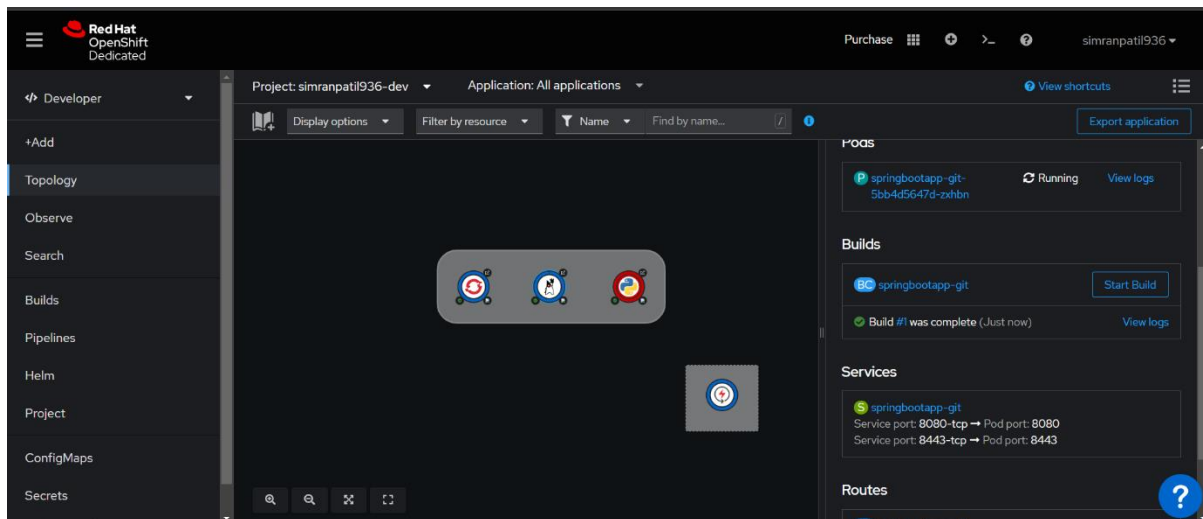 Red Hat
OpenShift
Dedicated
Purchase
simranpatil936
Developer
Project: simranpatil936-dev
Application: All applications
View shortcuts
Display options
Filter by resource
Name
Find by name...
/
Export application
+Add
Topology
Observe
Search
Builds
Pipelines
Helm
Project
ConfigMaps
Secrets
Pods
P springbootapp-git-
5bb4d5647d-zxhbn
Running
View logs
Builds
BC springbootapp-git
Start Build
Build #1 was complete (Just now)
View logs
Services
S springbootapp-git
Service port: 8080-tcp → Pod port: 8080
Service port: 8443-tcp → Pod port: 8443
Routes